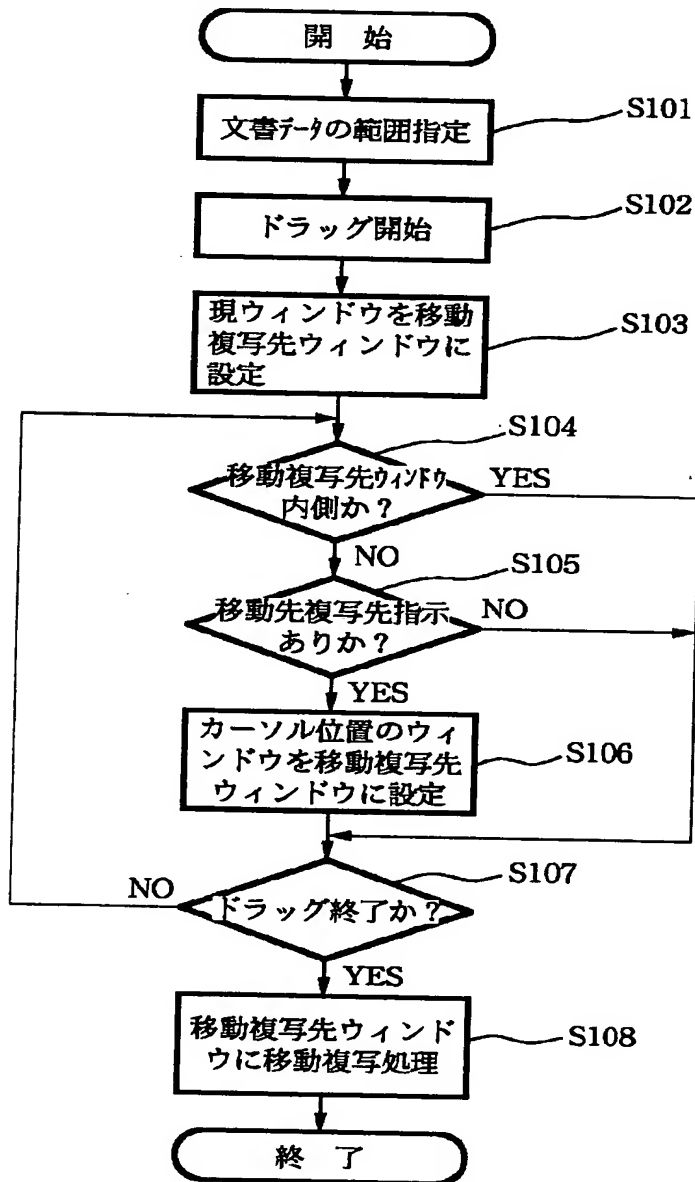 開 始
文書データの範囲指定
S101
ドラッグ開始
S102
現ウィンドウを移動
複写先ウィンドウに
設定
S103
S104
移動複写先ウィンドウ
内側か?
YES
NO
S105
移動先複写先指示
ありか?
NO
YES
カーソル位置のウィ
ンドウを移動複写先
ウィンドウに設定
S106
S107
NO
ドラッグ終了か?
YES
移動複写先ウィンド
ウに移動複写処理
S108
終 了